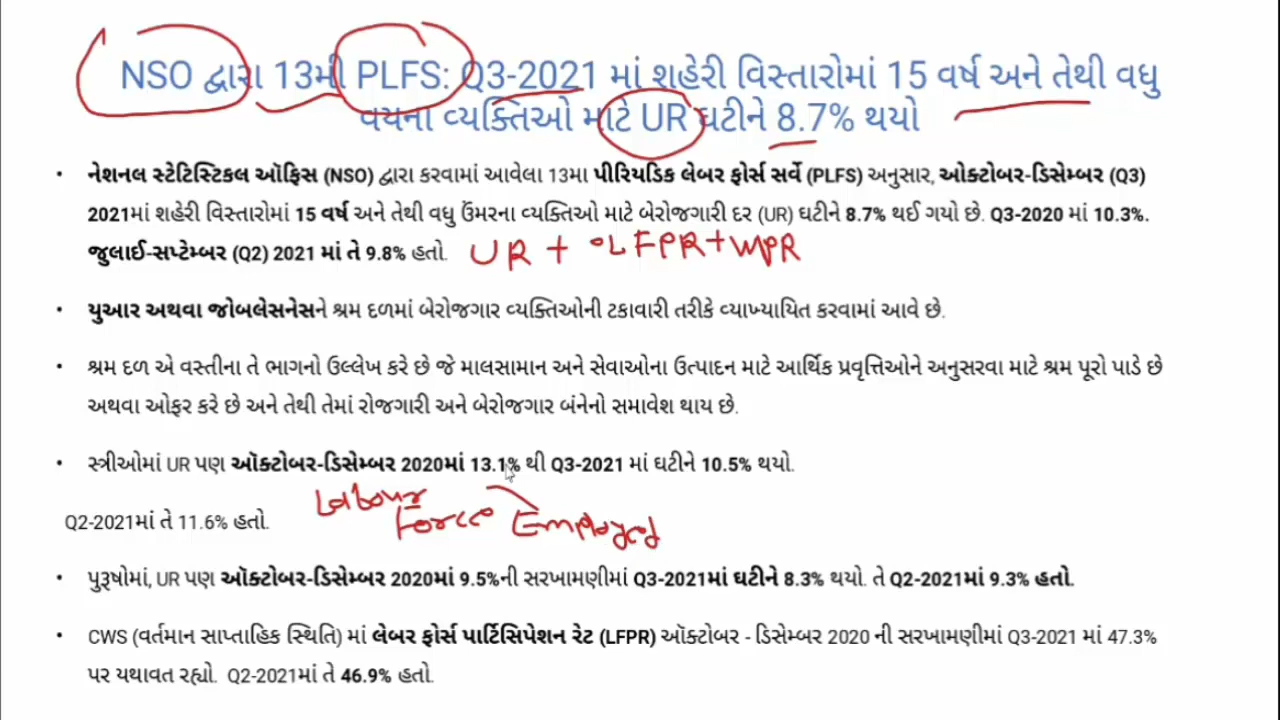 NSO દ્વારા 13મી PLFS: Q3-2021 માં શહેરી વિસ્તારોમાં 15 વર્ષ અને તેથી વધુ
વયના વ્યક્તિઓ માટે UR ઘટીને 8.7% થયો
• નેશનલ સ્ટેટિસ્ટિકલ ઑફિસ (NSO) દ્વારા કરવામાં આવેલા 13મા પીરિયડિક લેબર ફોર્સ સર્વે (PLFS) અનુસાર, ઓક્ટોબર-ડિસેમ્બર (Q3)
2021માં શહેરી વિસ્તારોમાં 15 વર્ષ અને તેથી વધુ ઉંમરના વ્યક્તિઓ માટે બેરોજગારી દર (UR) ઘટીને 8.7% થઈ ગયો છે. Q3-2020 માં 10.3%.
જુલાઈ-સપ્ટેમ્બર (Q2) 2021 માં તે 9.8% હતો.
UR + LFPR+WPR
• યુઆર અથવા જોબલેસનેસને શ્રમ દળમાં બેરોજગાર વ્યક્તિઓની ટકાવારી તરીકે વ્યાખ્યાયિત કરવામાં આવે છે.
• શ્રમ દળ એ વસ્તીના તે ભાગનો ઉલ્લેખ કરે છે જે માલસામાન અને સેવાઓના ઉત્પાદન માટે આર્થિક પ્રવૃત્તિઓને અનુસરવા માટે શ્રમ પૂરો પાડે છે
અથવા ઓફર કરે છે અને તેથી તેમાં રોજગારી અને બેરોજગાર બંનેનો સમાવેશ થાય છે.
• સ્ત્રીઓમાં UR પણ ઑક્ટોબર-ડિસેમ્બર 2020માં 13.1% થી Q3-2021 માં ઘટીને 10.5% થયો.
Q2-2021માં તે 11.6% હતો.
Labour
Force Employed
• પુરૂષોમાં, UR પણ ઑક્ટોબર-ડિસેમ્બર 2020માં 9.5%ની સરખામણીમાં Q3-2021માં ઘટીને 8.3% થયો. તે Q2-2021માં 9.3% હતો.
• CWS (વર્તમાન સાપ્તાહિક સ્થિતિ) માં લેબર ફોર્સ પાર્ટિસિપેશન રેટ (LFPR) ઑક્ટોબર - ડિસેમ્બર 2020 ની સરખામણીમાં Q3-2021 માં 47.3%
પર યથાવત રહ્યો. Q2-2021માં તે 46.9% હતો.